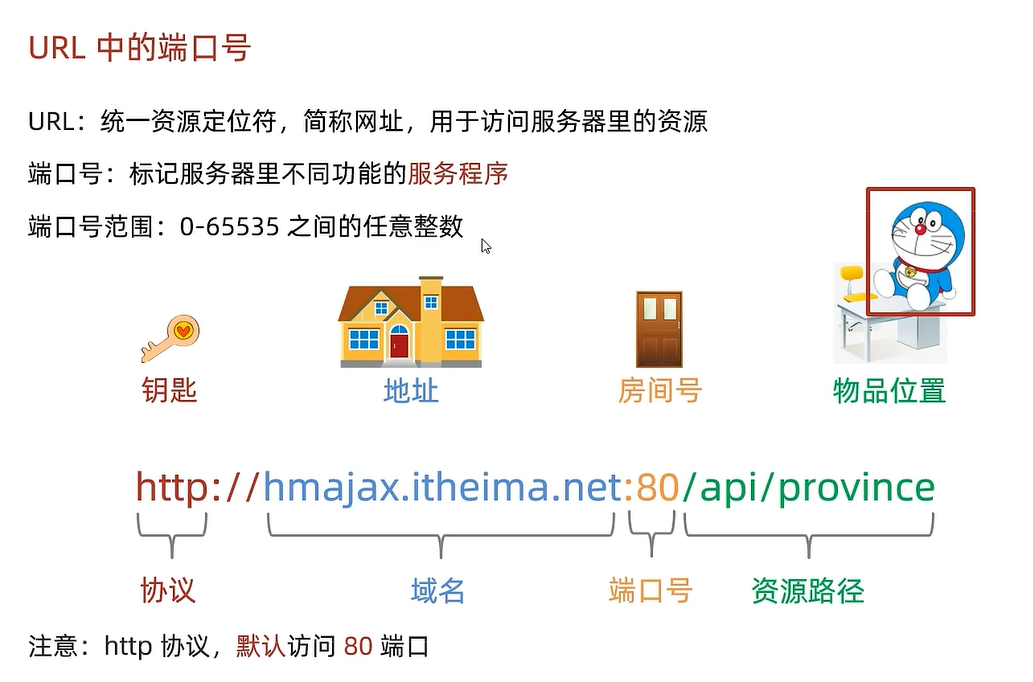 URL 中的端口号
URL：统一资源定位符，简称网址，用于访问服务器里的资源
端口号：标记服务器里不同功能的服务程序
端口号范围：0-65535 之间的任意整数
钥匙 地址 房间号 物品位置
http://hmajax.itheima.net:80/api/province
协议 域名 端口号 资源路径
注意：http 协议，默认访问 80 端口